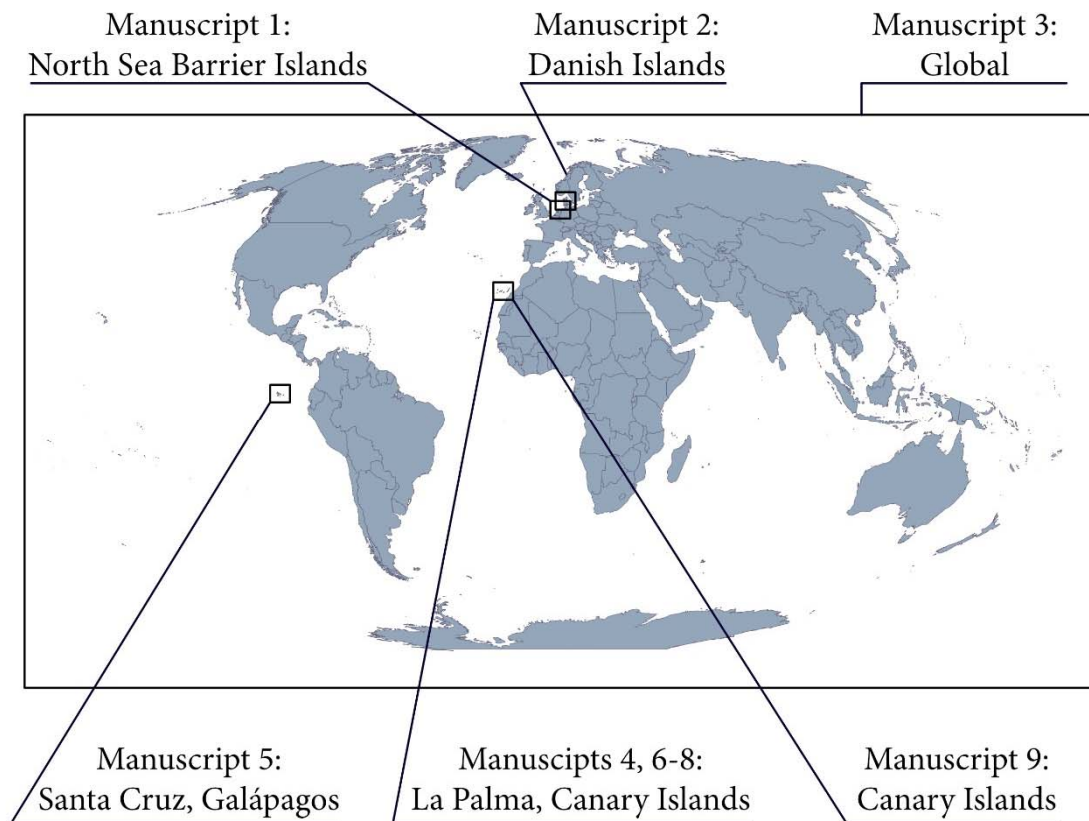 Manuscript 1:
North Sea Barrier Islands
Manuscript 2:
Danish Islands
Manuscript 3:
Global
Manuscript 5:
Santa Cruz, Galápagos
Manuscipts 4, 6-8:
La Palma, Canary Islands
Manuscript 9:
Canary Islands